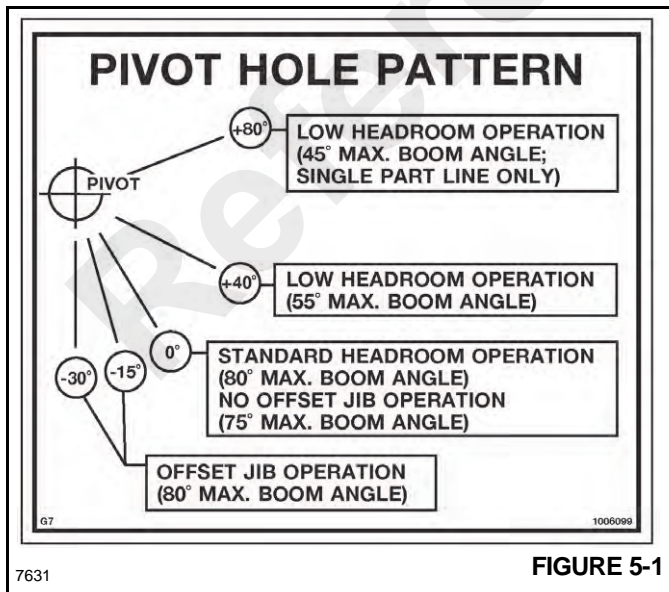 PIVOT HOLE PATTERN
+80°
LOW HEADROOM OPERATION
(45° MAX. BOOM ANGLE;
SINGLE PART LINE ONLY)
PIVOT
+40°
LOW HEADROOM OPERATION
(55° MAX. BOOM ANGLE)
0°
STANDARD HEADROOM OPERATION
(80° MAX. BOOM ANGLE)
NO OFFSET JIB OPERATION
(75° MAX. BOOM ANGLE)
-30°
-15°
OFFSET JIB OPERATION
(80° MAX. BOOM ANGLE)
G7
1006099
7631
FIGURE 5-1
Refer